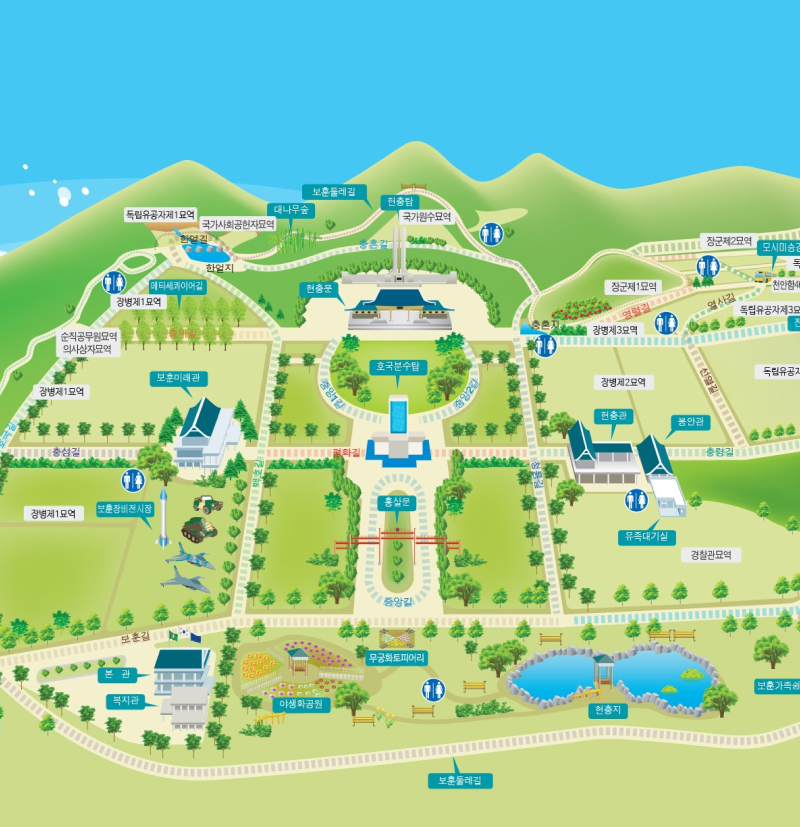 보훈둘레길
현충탑
독립유공자제1묘역
국가사회공헌자묘역
대나무숲
국가원수묘역
한얼길
충혼길
장군제2묘역
한얼지
메타세콰이어길
현충문
장병제1묘역
장군제1묘역
천안함46
열사길
충혼지
장병제3묘역
독립유공자제3묘
순직공무원묘역
의사상자묘역
호국분수탑
보훈미래관
장병제1묘역
중앙1길
중앙2길
장병제2묘역
독립유공자
현충관
봉안관
평화길
충령길
보훈장비전시장
장병제1묘역
홍살문
유족대기실
경찰관묘역
중앙길
보훈길
무궁화토피어리
본 관
복지관
야생화공원
현충지
보훈가족쉼
보훈둘레길